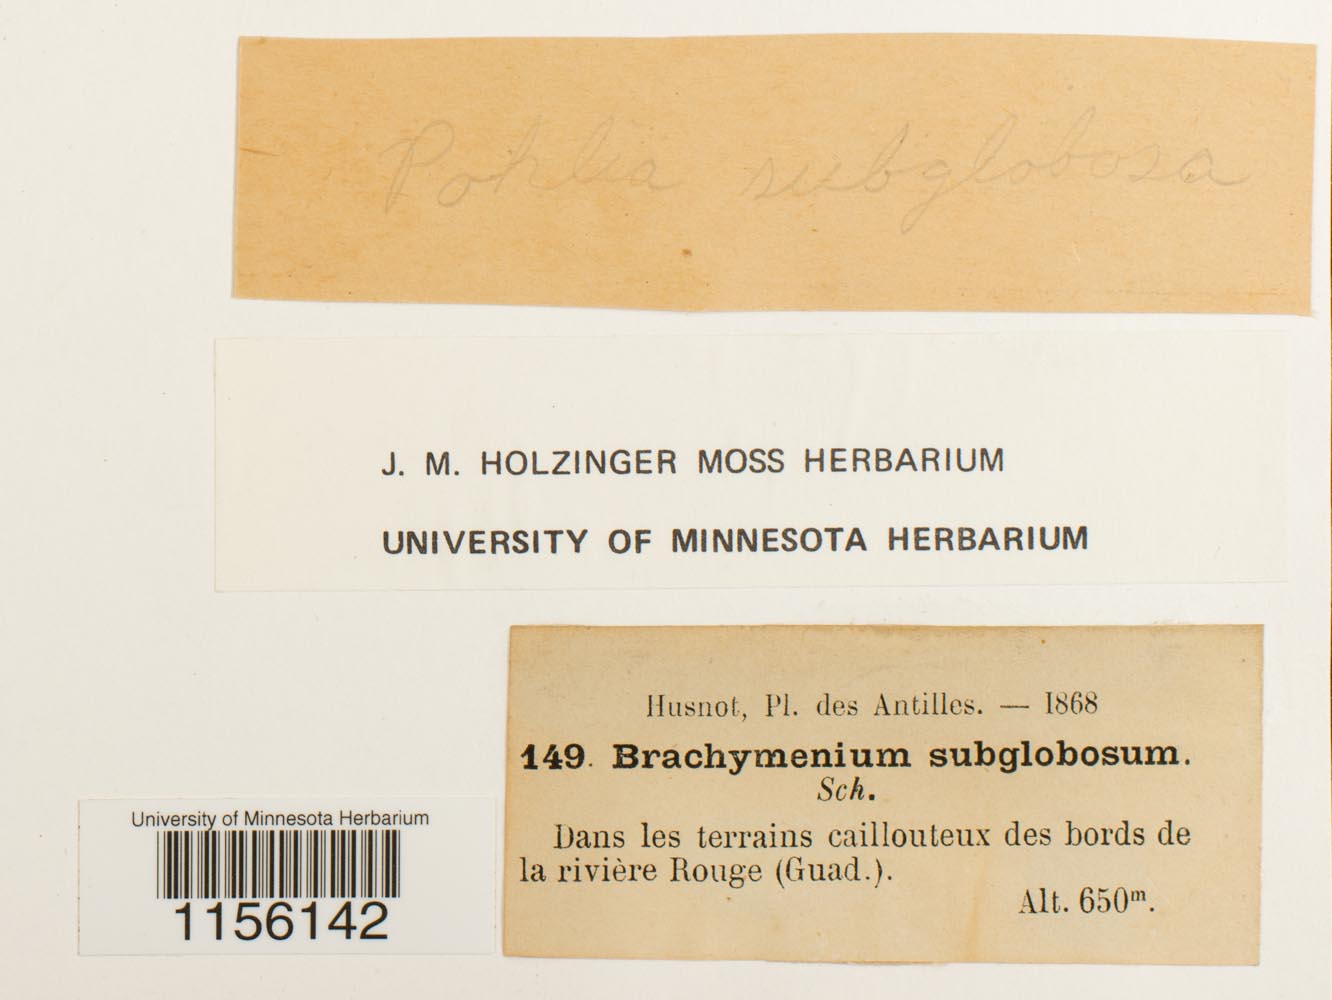 Pohlia subglobosa
J. M. HOLZINGER MOSS HERBARIUM
UNIVERSITY OF MINNESOTA HERBARIUM
Husnot, Pl. des Antilles. — 1868
149. Brachymenium subglobosum.
Sch.
Dans les terrains caillouteux des bords de
la rivière Rouge (Guad.).
Alt. 650ᵐ.
University of Minnesota Herbarium
1156142